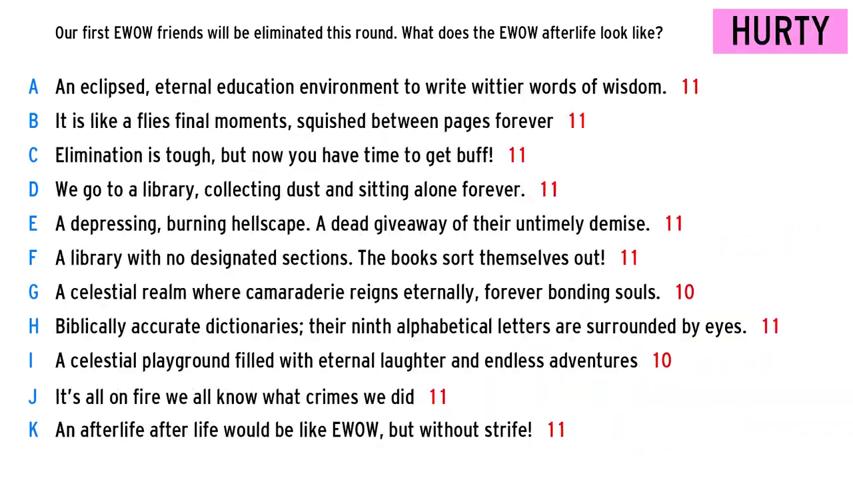 Our first EWOW friends will be eliminated this round. What does the EWOW afterlife look like?
HURTY
A An eclipsed, eternal education environment to write wittier words of wisdom. 11
B It is like a flies final moments, squished between pages forever 11
C Elimination is tough, but now you have time to get buff! 11
D We go to a library, collecting dust and sitting alone forever. 11
E A depressing, burning hellscape. A dead giveaway of their untimely demise. 11
F A library with no designated sections. The books sort themselves out! 11
G A celestial realm where camaraderie reigns eternally, forever bonding souls. 10
H Biblically accurate dictionaries; their ninth alphabetical letters are surrounded by eyes. 11
I A celestial playground filled with eternal laughter and endless adventures 10
J It's all on fire we all know what crimes we did 11
K An afterlife after life would be like EWOW, but without strife! 11